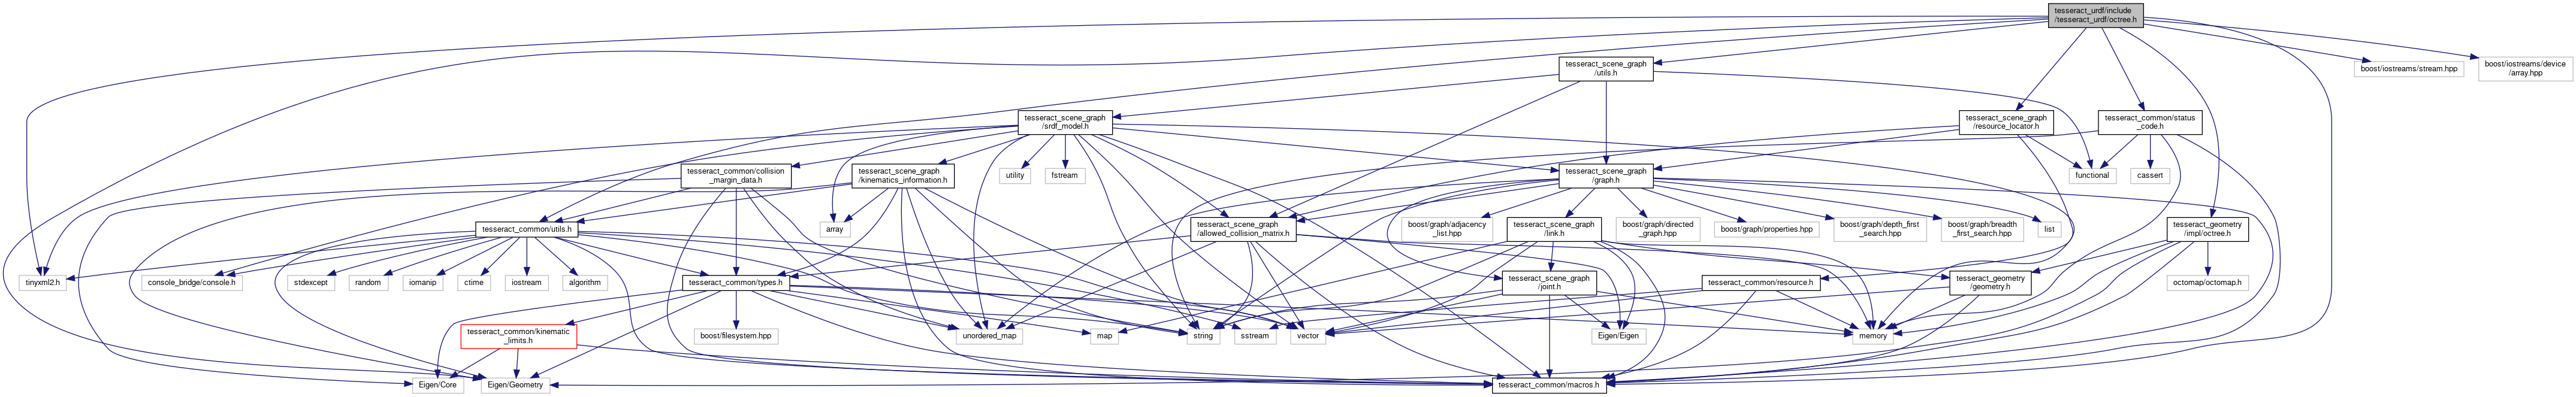 tesseract_urdf/include
/tesseract_urdf/octree.h
tesseract_scene_graph
/utils.h
boost/iostreams/stream.hpp
boost/iostreams/device
/array.hpp
tesseract_scene_graph
/srdf_model.h
tesseract_scene_graph
/resource_locator.h
tesseract_common/status
_code.h
tesseract_common/collision
_margin_data.h
tesseract_scene_graph
/kinematics_information.h
utility
fstream
tesseract_scene_graph
/graph.h
functional
cassert
tesseract_common/utils.h
array
tesseract_scene_graph
/allowed_collision_matrix.h
boost/graph/adjacency
_list.hpp
tesseract_scene_graph
/link.h
boost/graph/directed
_graph.hpp
boost/graph/properties.hpp
boost/graph/depth_first
_search.hpp
boost/graph/breadth
_first_search.hpp
list
tesseract_geometry
/impl/octree.h
tinyxml2.h
console_bridge/console.h
stdexcept
random
iomanip
ctime
iostream
algorithm
tesseract_common/types.h
tesseract_scene_graph
/joint.h
tesseract_common/resource.h
tesseract_geometry
/geometry.h
octomap/octomap.h
tesseract_common/kinematic
_limits.h
boost/filesystem.hpp
unordered_map
map
string
sstream
vector
Eigen/Eigen
memory
Eigen/Core
Eigen/Geometry
tesseract_common/macros.h